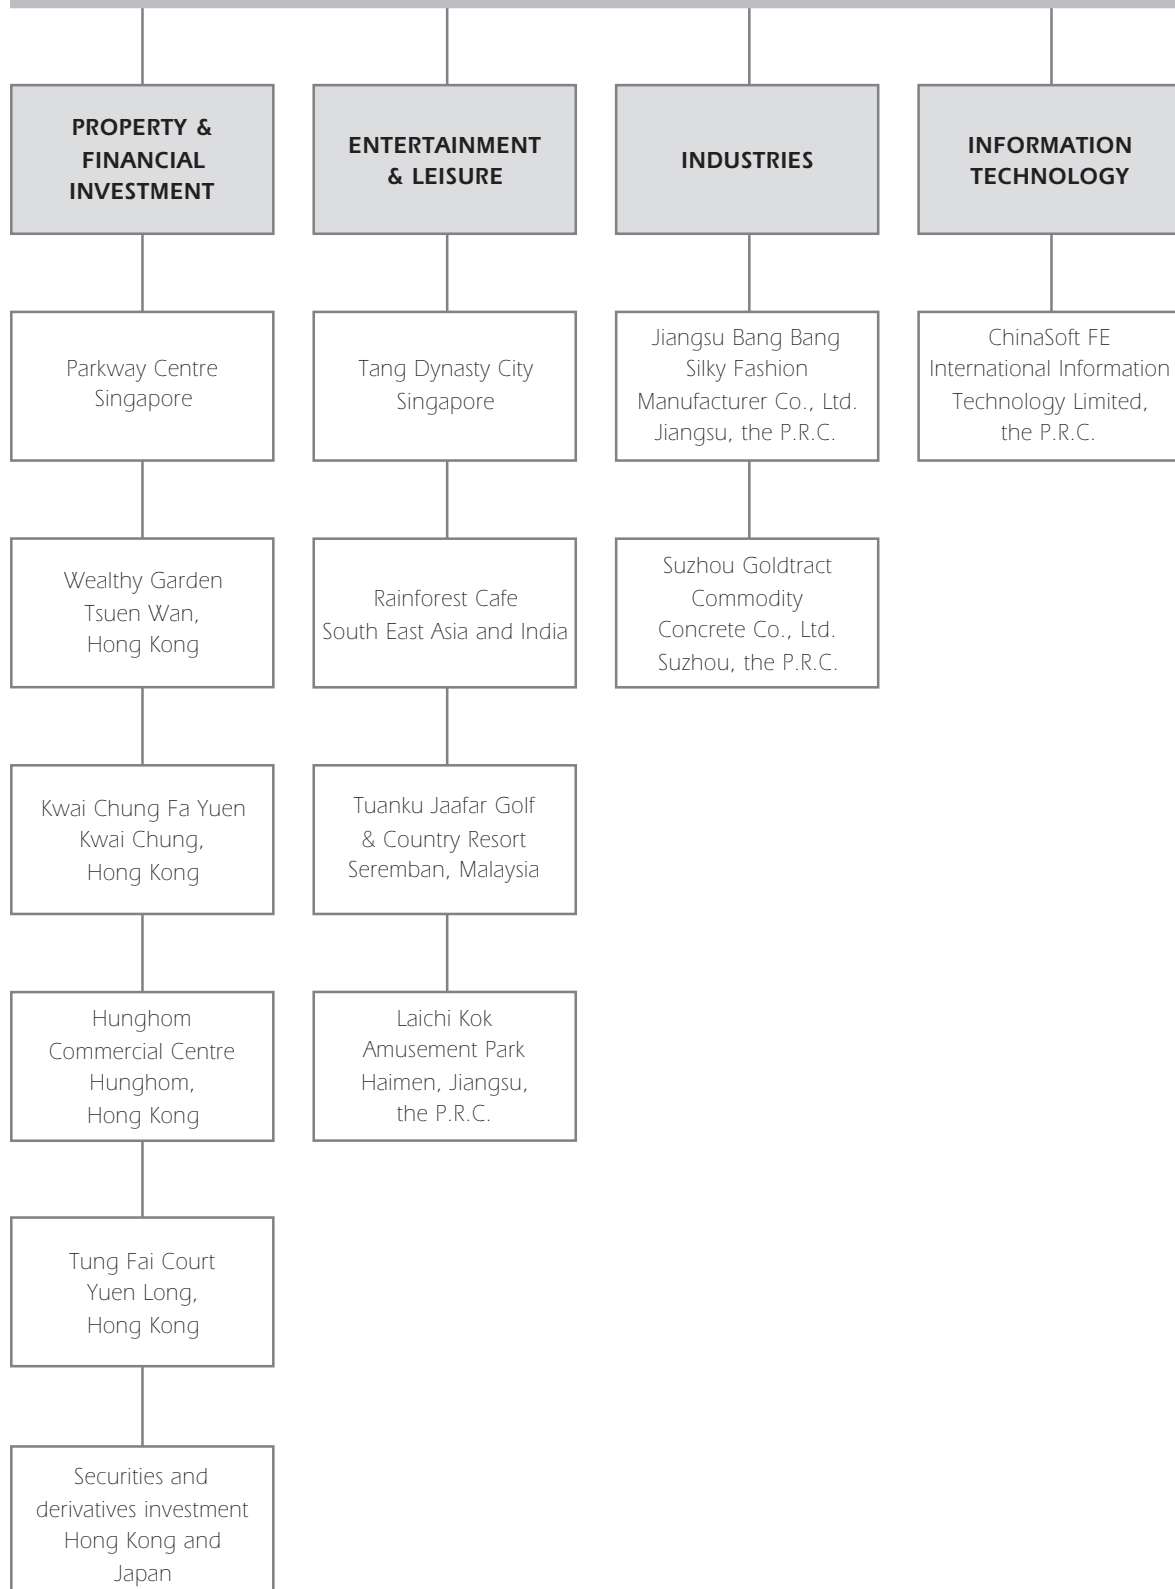 PROPERTY &
FINANCIAL
INVESTMENT
Parkway Centre
Singapore
Wealthy Garden
Tsuen Wan,
Hong Kong
Kwai Chung Fa Yuen
Kwai Chung,
Hong Kong
Hunghom
Commercial Centre
Hunghom,
Hong Kong
Tung Fai Court
Yuen Long,
Hong Kong
Securities and
derivatives investment
Hong Kong and
Japan
ENTERTAINMENT
& LEISURE
Tang Dynasty City
Singapore
Rainforest Cafe
South East Asia and India
Tuanku Jaafar Golf
& Country Resort
Seremban, Malaysia
Laichi Kok
Amusement Park
Haimen, Jiangsu,
the P.R.C.
INDUSTRIES
Jiangsu Bang Bang
Silky Fashion
Manufacturer Co., Ltd.
Jiangsu, the P.R.C.
Suzhou Goldtract
Commodity
Concrete Co., Ltd.
Suzhou, the P.R.C.
INFORMATION
TECHNOLOGY
ChinaSoft FE
International Information
Technology Limited,
the P.R.C.